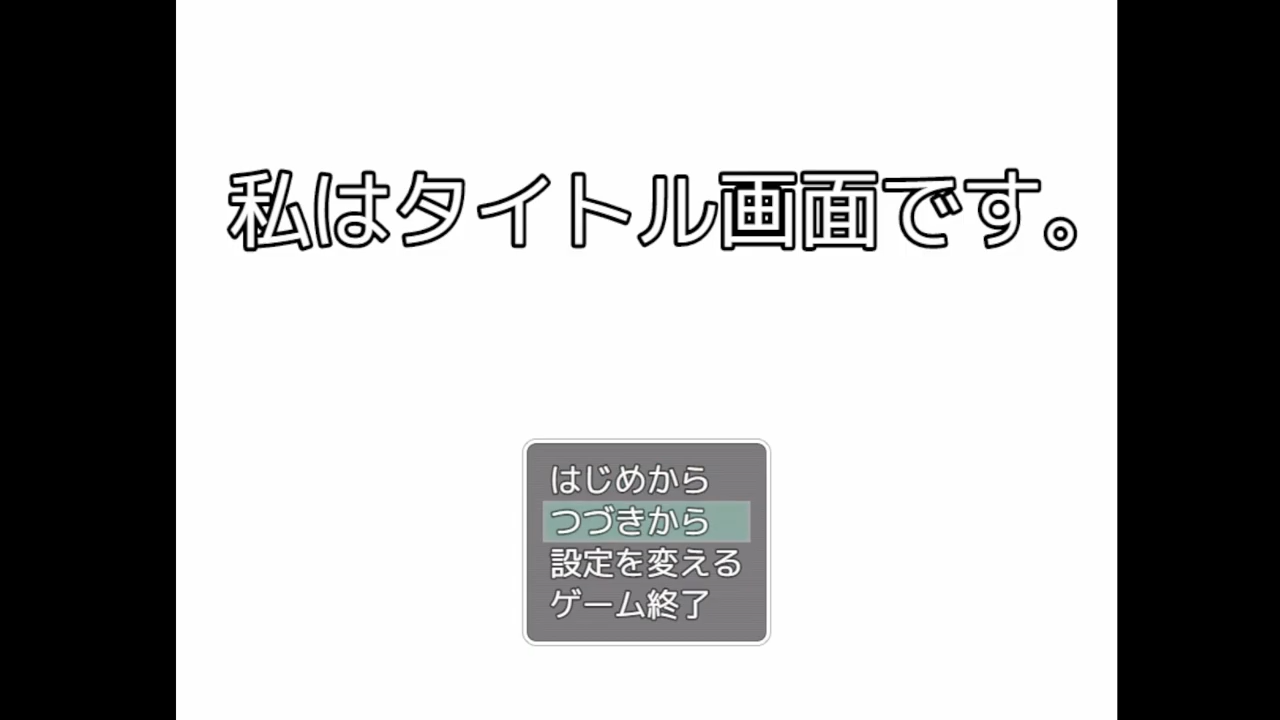 私はタイトル画面です。
はじめから
つづきから
設定を変える
ゲーム終了